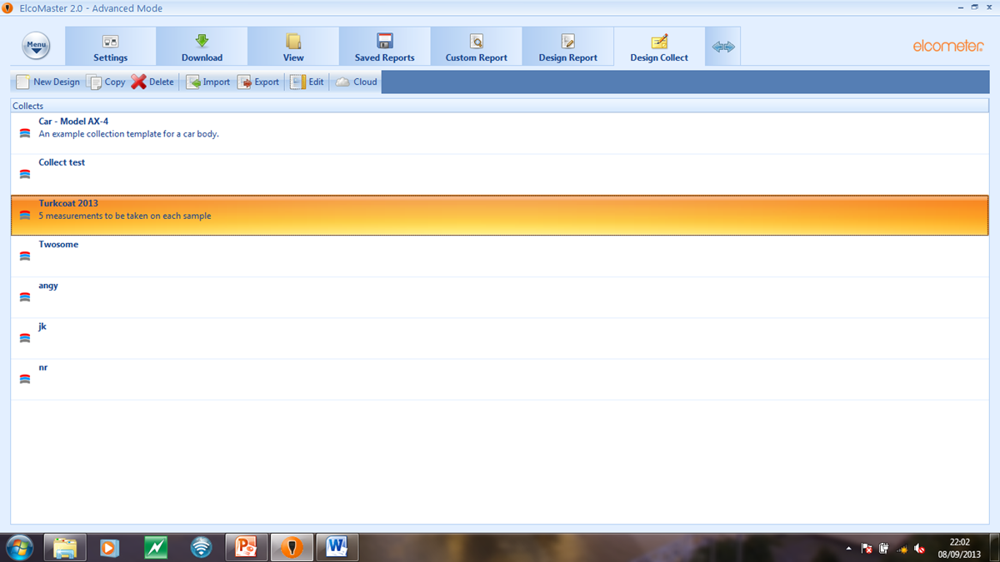 ElcoMaster 2.0 - Advanced Mode
Menu
Settings
Download
View
Saved Reports
Custom Report
Design Report
Design Collect
elcometer
New Design
Copy
Delete
Import
Export
Edit
Cloud
Collects
Car - Model AX-4
An example collection template for a car body.
Collect test
Turkcoat 2013
5 measurements to be taken on each sample
Twosome
angy
jk
nr
22:02
08/09/2013